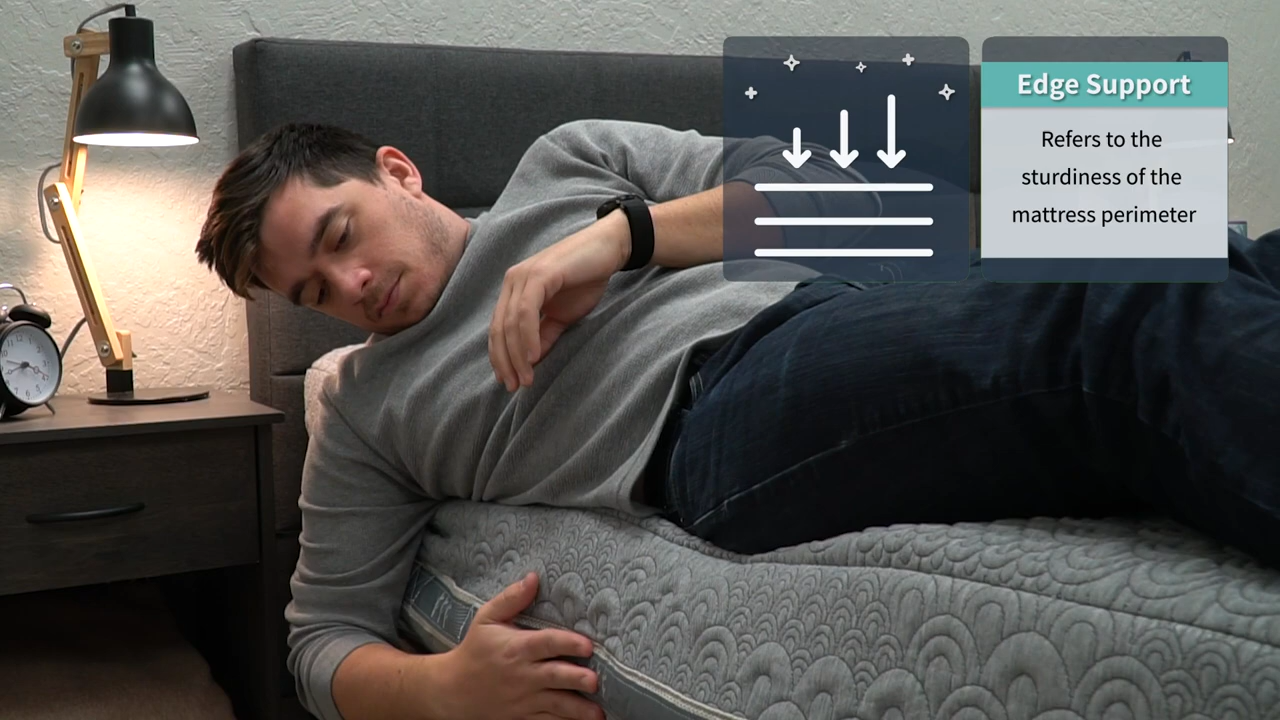 Edge Support
Refers to the
sturdiness of the
mattress perimeter